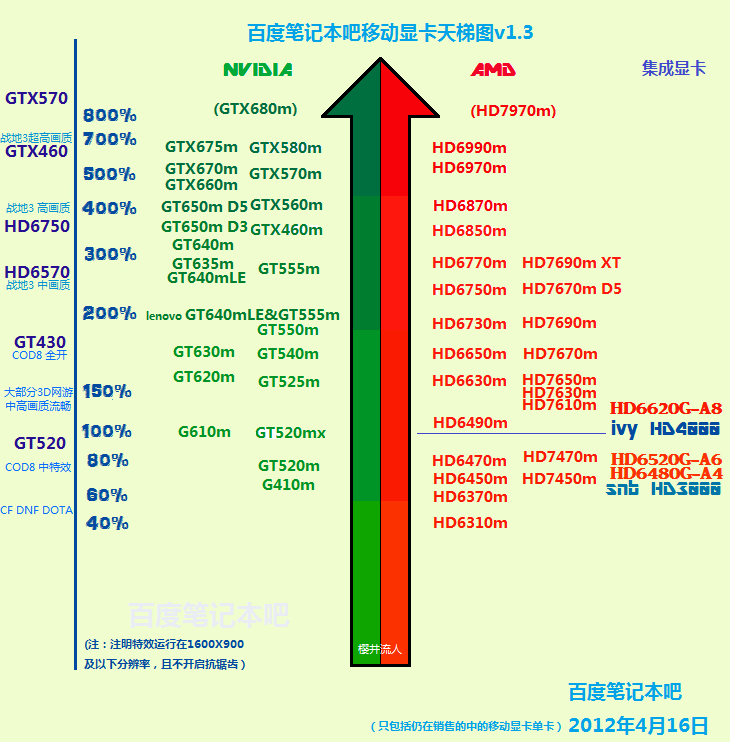 百度笔记本吧移动显卡天梯图v1.3
NVIDIA
AMD
集成显卡
GTX570
800%
(GTX680m)
(HD7970m)
战地3超高画质
700%
GTX460
GTX675m
GTX580m
HD6990m
500%
GTX670m
GTX570m
HD6970m
GTX660m
战地3 高画质
400%
GT650m D5
GTX560m
HD6870m
HD6750
GT650m D3
GTX460m
HD6850m
GT640m
300%
HD6570
GT635m
GT555m
HD6770m
HD7690m XT
战地3 中画质
GT640mLE
HD6750m
HD7670m D5
200%
lenovo GT640mLE&GT555m
GT550m
HD6730m
HD7690m
GT430
COD8 全开
GT630m
GT540m
HD6650m
HD7670m
GT620m
GT525m
HD6630m
HD7650m
大部分3D网游
中高画质流畅
150%
HD7630m
HD7610m
HD6620G-A8
HD6490m
ivy HD4000
100%
G610m
GT520mx
GT520
COD8 中特效
80%
GT520m
HD6470m
HD7470m
HD6520G-A6
HD6450m
HD7450m
HD6480G-A4
G410m
snb HD3000
60%
HD6370m
CF DNF DOTA
40%
HD6310m
百度笔记本吧
(注：注明特效运行在1600X900
及以下分辨率，且不开启抗锯齿）
樱井流人
百度笔记本吧
（只包括仍在销售的中的移动显卡单卡）
2012年4月16日